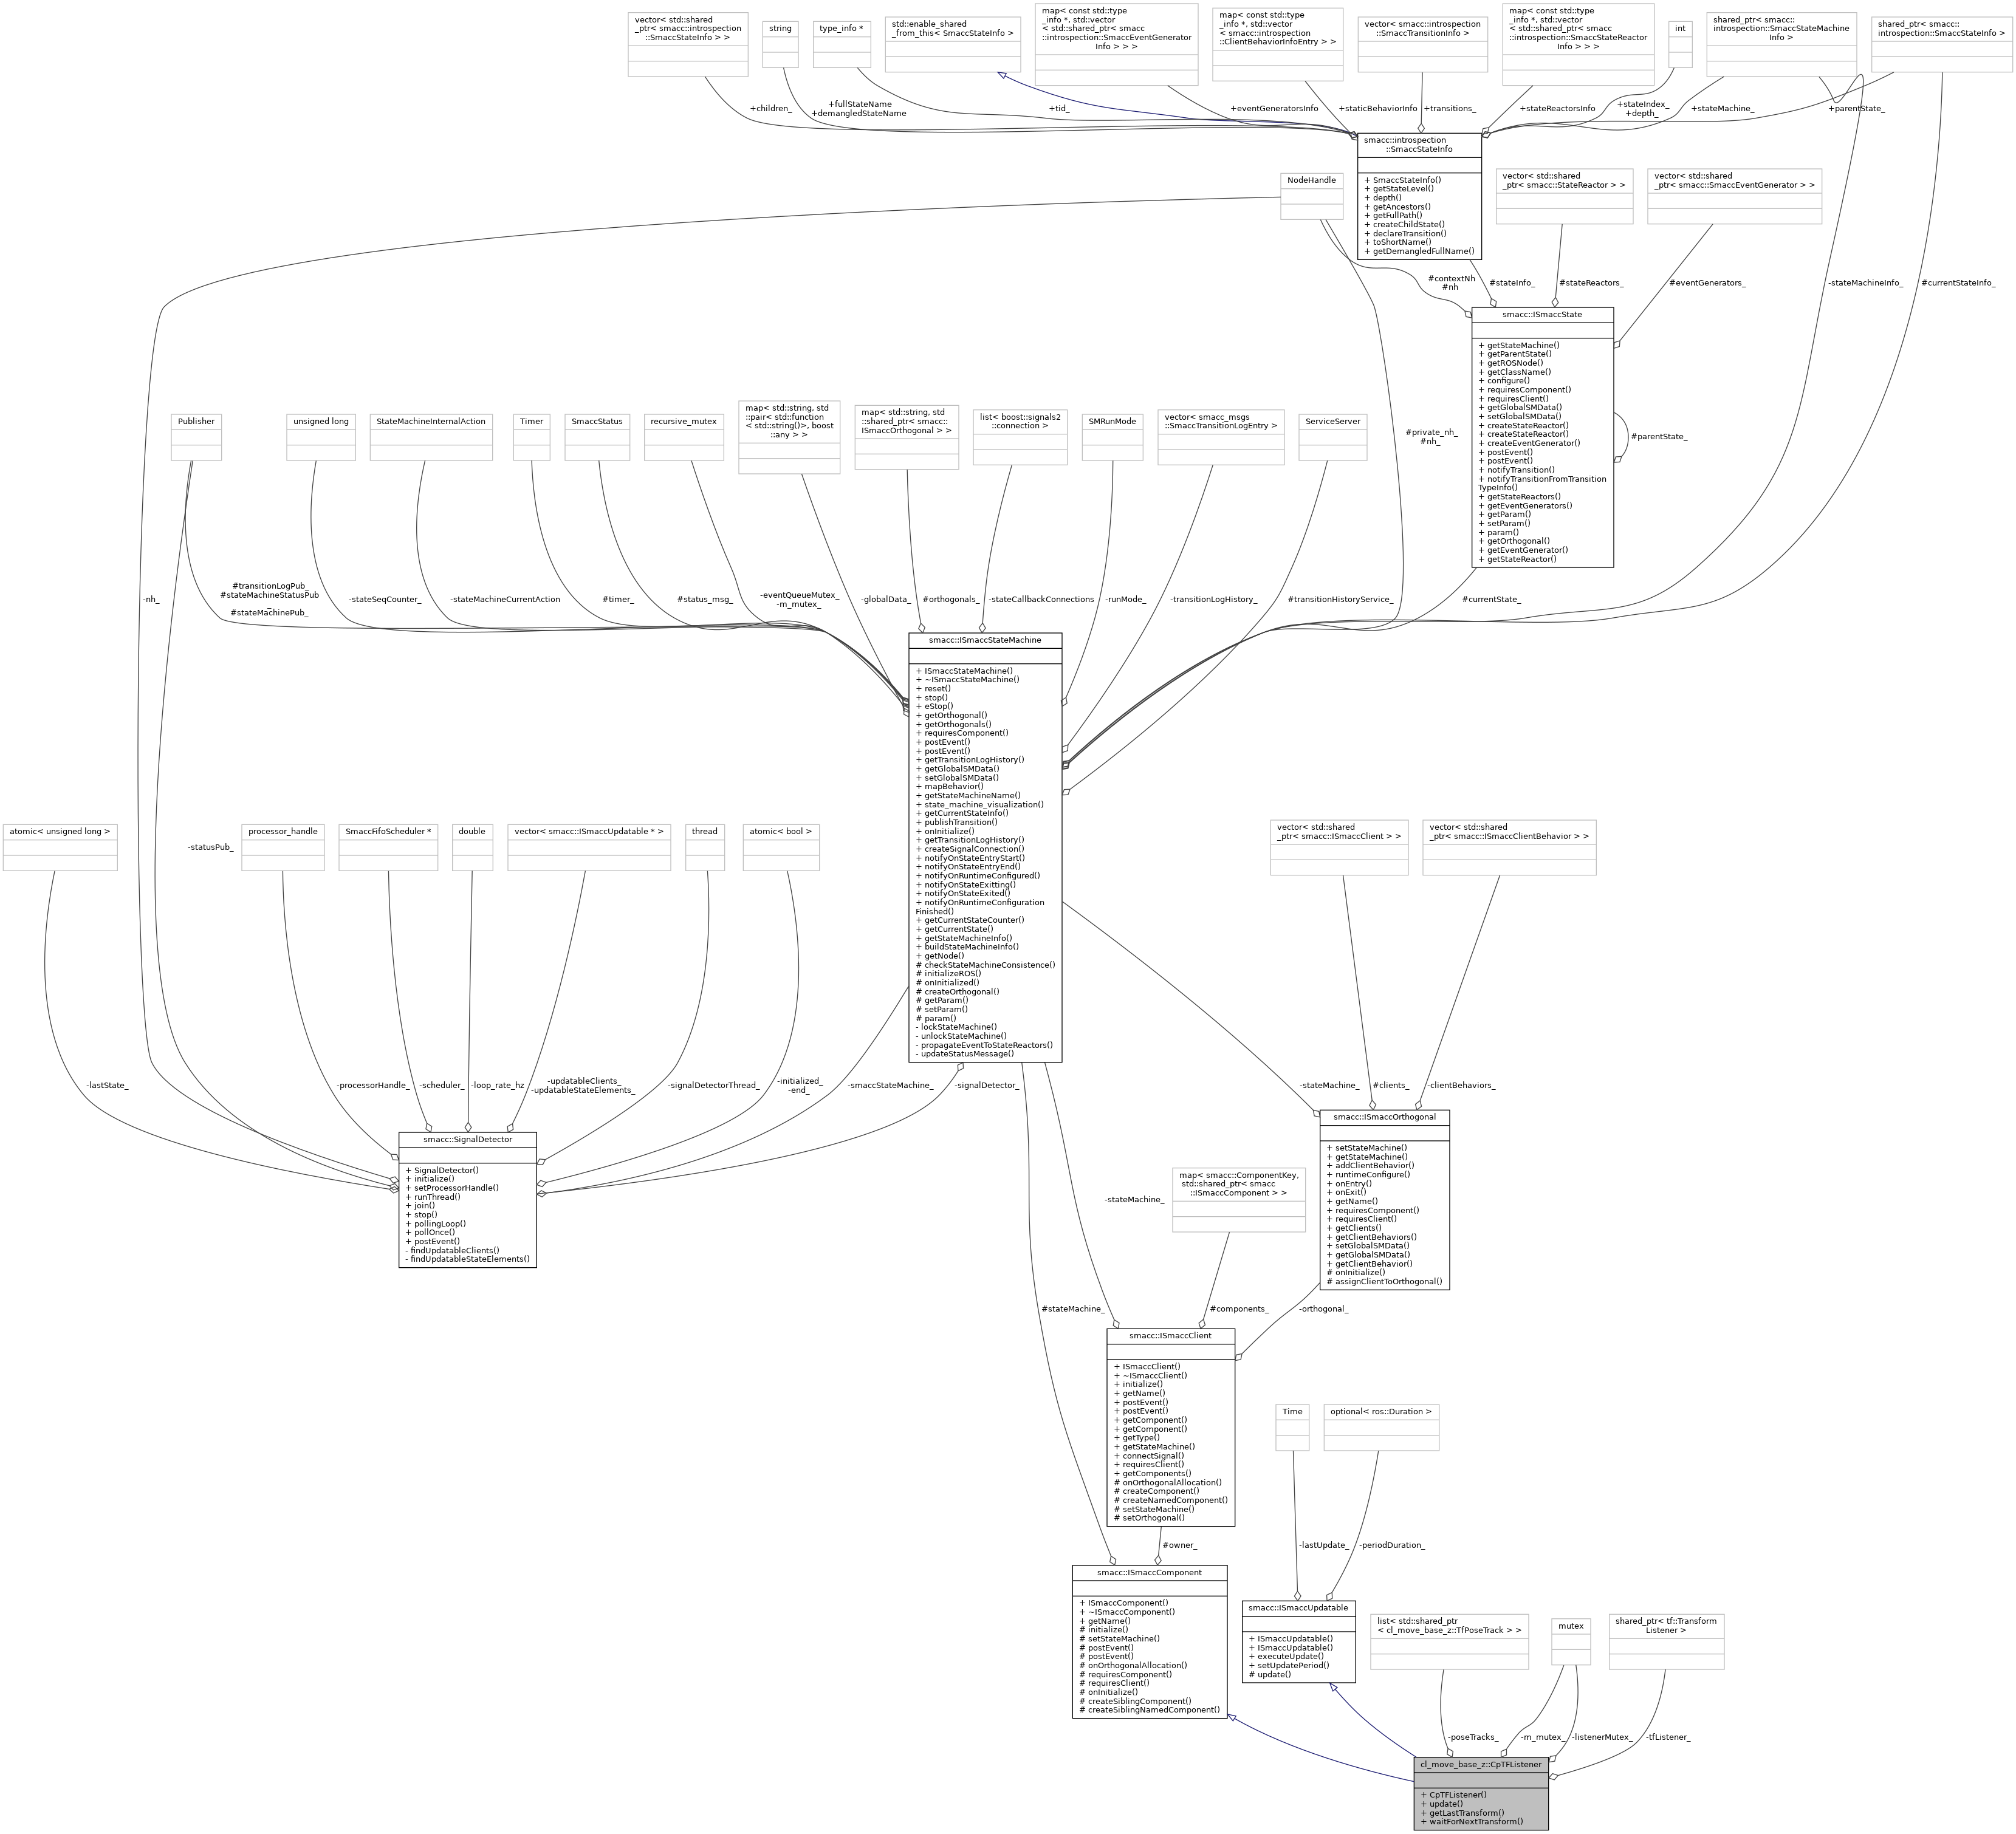 vector< std::shared
_ptr< smacc::introspection
::SmaccStateInfo > >
string
type_info *
std::enable_shared
_from_this< SmaccStateInfo >
map< const std::type
_info *, std::vector
< std::shared_ptr< smacc
::introspection::SmaccEventGenerator
Info > > >
map< const std::type
_info *, std::vector
< smacc::introspection
::ClientBehaviorInfoEntry > >
vector< smacc::introspection
::SmaccTransitionInfo >
map< const std::type
_info *, std::vector
< std::shared_ptr< smacc
::introspection::SmaccStateReactor
Info > > >
int
shared_ptr< smacc::
introspection::SmaccStateMachine
Info >
shared_ptr< smacc::
introspection::SmaccStateInfo >
+children_
+fullStateName
+demangledStateName
+tid_
+eventGeneratorsInfo
+staticBehaviorInfo
+transitions_
+stateReactorsInfo
+stateIndex_
+depth_
+stateMachine_
+parentState_
smacc::introspection
::SmaccStateInfo
+ SmaccStateInfo()
+ getStateLevel()
+ depth()
+ getAncestors()
+ getFullPath()
+ createChildState()
+ declareTransition()
+ toShortName()
+ getDemangledFullName()
NodeHandle
vector< std::shared
_ptr< smacc::StateReactor > >
vector< std::shared
_ptr< smacc::SmaccEventGenerator > >
#contextNh
#nh
#stateInfo_
#stateReactors_
#eventGenerators_
-stateMachineInfo_
#currentStateInfo_
smacc::ISmaccState
+ getStateMachine()
+ getParentState()
+ getROSNode()
+ getClassName()
+ configure()
+ requiresComponent()
+ requiresClient()
+ getGlobalSMData()
+ setGlobalSMData()
+ createStateReactor()
+ createStateReactor()
+ createEventGenerator()
+ postEvent()
+ postEvent()
+ notifyTransition()
+ notifyTransitionFromTransition
TypeInfo()
+ getStateReactors()
+ getEventGenerators()
+ getParam()
+ setParam()
+ param()
+ getOrthogonal()
+ getEventGenerator()
+ getStateReactor()
#parentState_
Publisher
unsigned long
StateMachineInternalAction
Timer
SmaccStatus
recursive_mutex
map< std::string, std
::pair< std::function
< std::string()>, boost
::any > >
map< std::string, std
::shared_ptr< smacc::
ISmaccOrthogonal > >
list< boost::signals2
::connection >
SMRunMode
vector< smacc_msgs
::SmaccTransitionLogEntry >
ServiceServer
#private_nh_
#nh_
-nh_
#transitionLogPub_
#stateMachineStatusPub
_
#stateMachinePub_
-stateSeqCounter_
-stateMachineCurrentAction
#timer_
#status_msg_
-eventQueueMutex_
-m_mutex_
-globalData_
#orthogonals_
-stateCallbackConnections
-runMode_
-transitionLogHistory_
#transitionHistoryService_
#currentState_
smacc::ISmaccStateMachine
+ ISmaccStateMachine()
+ ~ISmaccStateMachine()
+ reset()
+ stop()
+ eStop()
+ getOrthogonal()
+ getOrthogonals()
+ requiresComponent()
+ postEvent()
+ postEvent()
+ getTransitionLogHistory()
+ getGlobalSMData()
+ setGlobalSMData()
+ mapBehavior()
+ getStateMachineName()
+ state_machine_visualization()
+ getCurrentStateInfo()
+ publishTransition()
+ onInitialize()
+ getTransitionLogHistory()
+ createSignalConnection()
+ notifyOnStateEntryStart()
+ notifyOnStateEntryEnd()
+ notifyOnRuntimeConfigured()
+ notifyOnStateExitting()
+ notifyOnStateExited()
+ notifyOnRuntimeConfiguration
Finished()
+ getCurrentStateCounter()
+ getCurrentState()
+ getStateMachineInfo()
+ buildStateMachineInfo()
+ getNode()
# checkStateMachineConsistence()
# initializeROS()
# onInitialized()
# createOrthogonal()
# getParam()
# setParam()
# param()
- lockStateMachine()
- unlockStateMachine()
- propagateEventToStateReactors()
- updateStatusMessage()
atomic< unsigned long >
-statusPub_
processor_handle
SmaccFifoScheduler *
double
vector< smacc::ISmaccUpdatable * >
thread
atomic< bool >
vector< std::shared
_ptr< smacc::ISmaccClient > >
vector< std::shared
_ptr< smacc::ISmaccClientBehavior > >
-lastState_
-processorHandle_
-scheduler_
-loop_rate_hz
-updatableClients_
-updatableStateElements_
-signalDetectorThread_
-initialized_
-end_
-smaccStateMachine_
-signalDetector_
-stateMachine_
#clients_
-clientBehaviors_
smacc::SignalDetector
+ SignalDetector()
+ initialize()
+ setProcessorHandle()
+ runThread()
+ join()
+ stop()
+ pollingLoop()
+ pollOnce()
+ postEvent()
- findUpdatableClients()
- findUpdatableStateElements()
smacc::ISmaccOrthogonal
+ setStateMachine()
+ getStateMachine()
+ addClientBehavior()
+ runtimeConfigure()
+ onEntry()
+ onExit()
+ getName()
+ requiresComponent()
+ requiresClient()
+ getClients()
+ getClientBehaviors()
+ setGlobalSMData()
+ getGlobalSMData()
+ getClientBehavior()
# onInitialize()
# assignClientToOrthogonal()
map< smacc::ComponentKey,
std::shared_ptr< smacc
::ISmaccComponent > >
-stateMachine_
#stateMachine_
#components_
-orthogonal_
smacc::ISmaccClient
+ ISmaccClient()
+ ~ISmaccClient()
+ initialize()
+ getName()
+ postEvent()
+ postEvent()
+ getComponent()
+ getComponent()
+ getType()
+ getStateMachine()
+ connectSignal()
+ requiresClient()
+ getComponents()
# onOrthogonalAllocation()
# createComponent()
# createNamedComponent()
# setStateMachine()
# setOrthogonal()
Time
optional< ros::Duration >
#owner_
-lastUpdate_
-periodDuration_
smacc::ISmaccComponent
+ ISmaccComponent()
+ ~ISmaccComponent()
+ getName()
# initialize()
# setStateMachine()
# postEvent()
# postEvent()
# onOrthogonalAllocation()
# requiresComponent()
# requiresClient()
# onInitialize()
# createSiblingComponent()
# createSiblingNamedComponent()
smacc::ISmaccUpdatable
+ ISmaccUpdatable()
+ ISmaccUpdatable()
+ executeUpdate()
+ setUpdatePeriod()
# update()
list< std::shared_ptr
< cl_move_base_z::TfPoseTrack > >
mutex
shared_ptr< tf::Transform
Listener >
-poseTracks_
-m_mutex_
-listenerMutex_
-tfListener_
cl_move_base_z::CpTFListener
+ CpTFListener()
+ update()
+ getLastTransform()
+ waitForNextTransform()